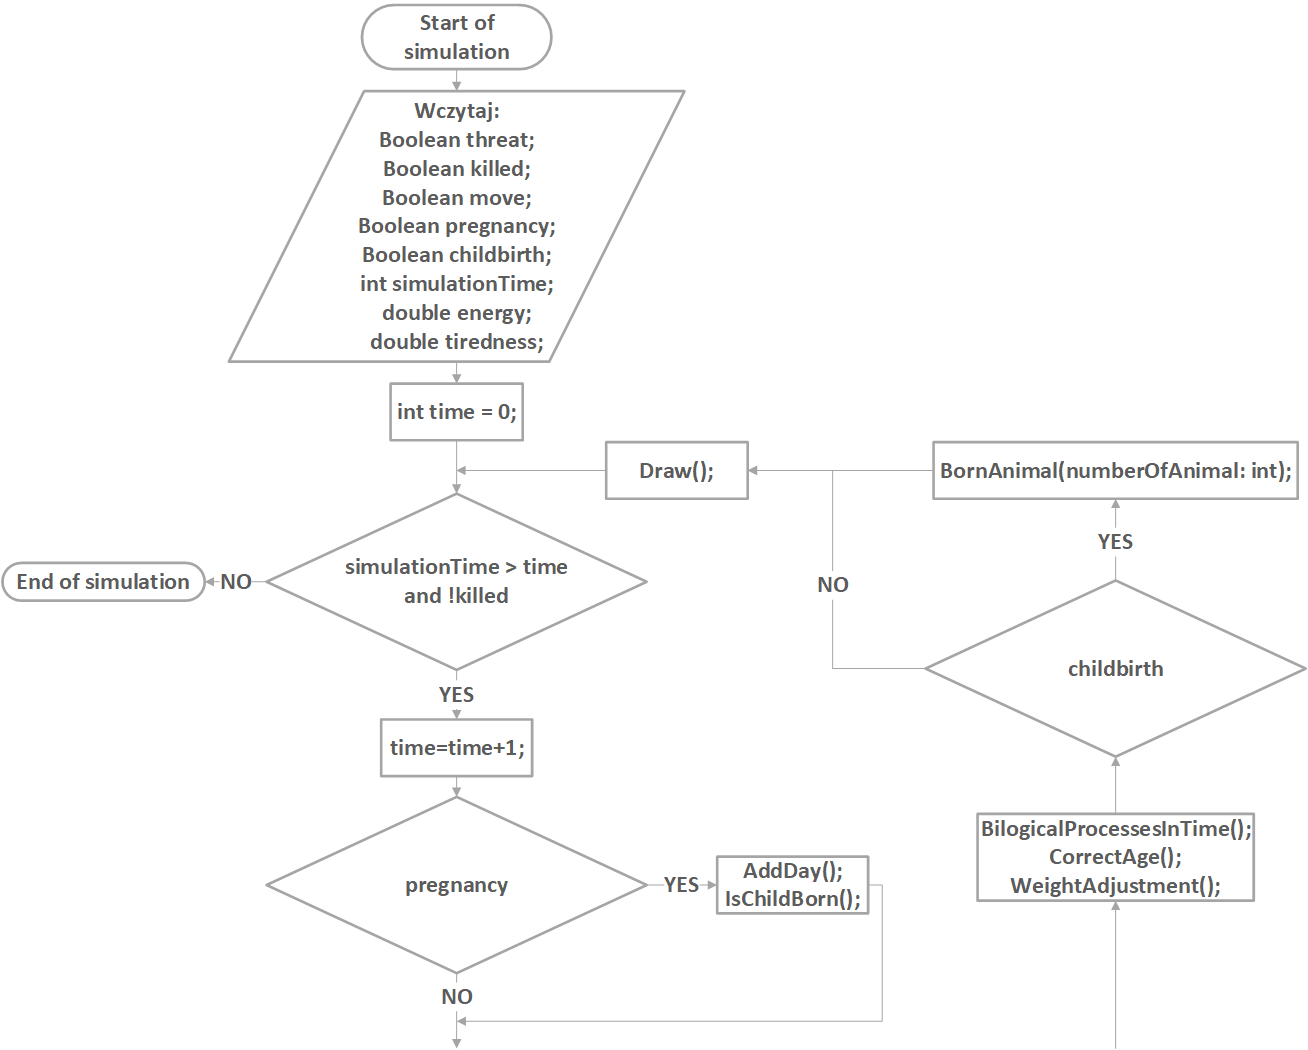 Start of
simulation
Wczytaj:
Boolean threat;
Boolean killed;
Boolean move;
Boolean pregnancy;
Boolean childbirth;
int simulationTime;
double energy;
double tiredness;
int time = 0;
Draw();
BornAnimal(numberOfAnimal: int);
YES
simulationTime > time
and !killed
NO
End of simulation
NO
childbirth
YES
time=time+1;
BilogicalProcessesInTime();
CorrectAge();
WeightAdjustment();
pregnancy
YES
AddDay();
IsChildBorn();
NO